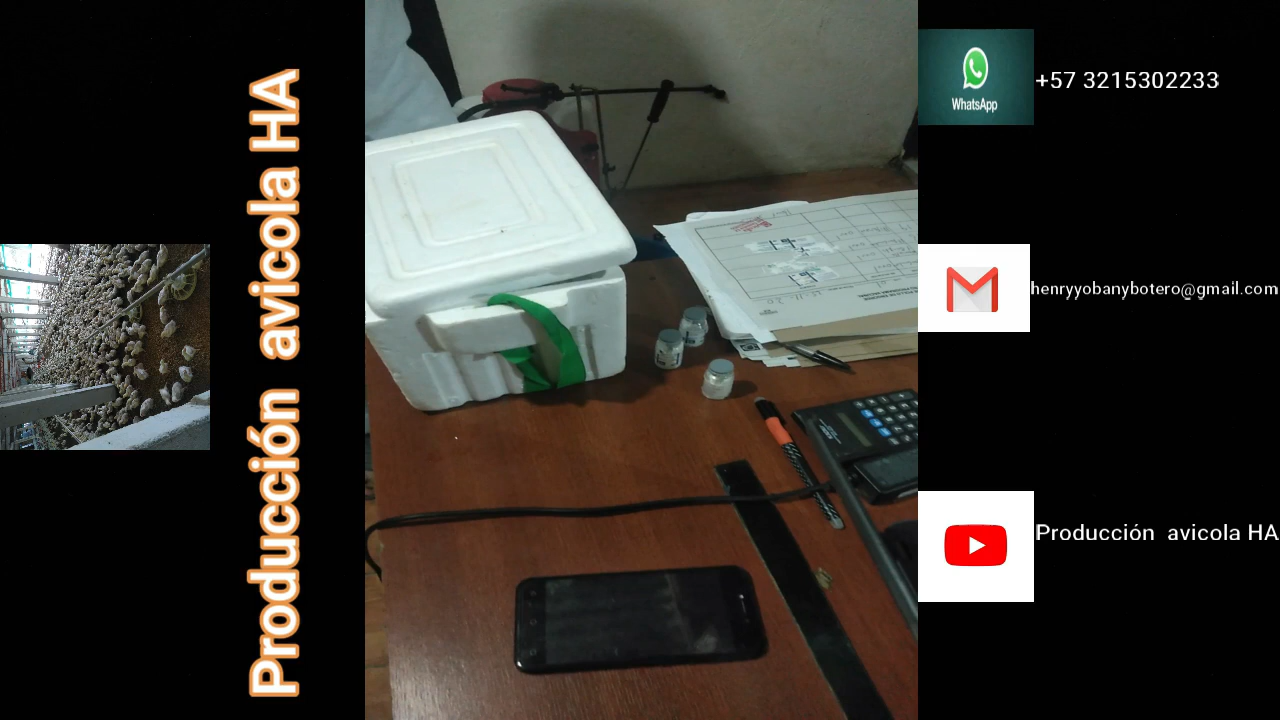 Producción avicola HA
WhatsApp
+57 3215302233
henryyobanybotero@gmail.com
Producción avicola HA